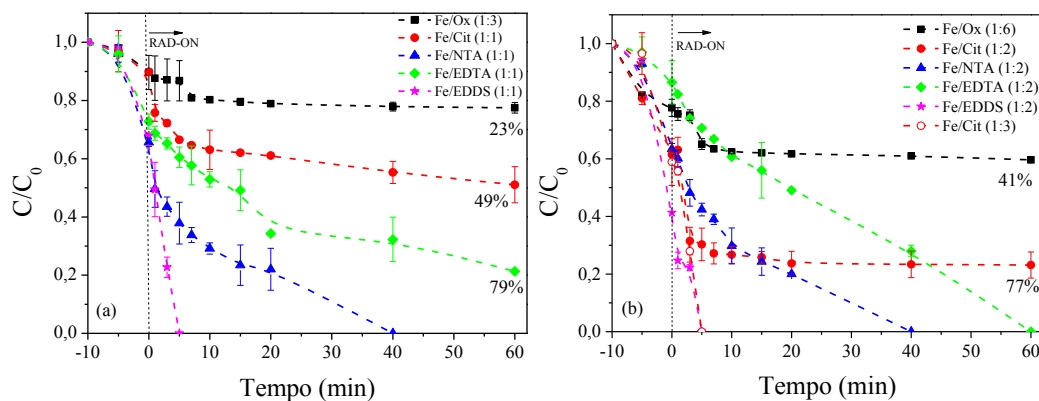 RAD-ON
Fe/Ox (1:3)
Fe/Cit (1:1)
Fe/NTA (1:1)
Fe/EDTA (1:1)
Fe/EDDS (1:1)
1,0
0,8
0,6
0,4
0,2
0,0
C/C0
23%
49%
79%
(a)
-10 0 10 20 30 40 50 60
Tempo (min)
RAD-ON
Fe/Ox (1:6)
Fe/Cit (1:2)
Fe/NTA (1:2)
Fe/EDTA (1:2)
Fe/EDDS (1:2)
Fe/Cit (1:3)
1,0
0,8
0,6
0,4
0,2
0,0
C/C0
41%
77%
(b)
-10 0 10 20 30 40 50 60
Tempo (min)